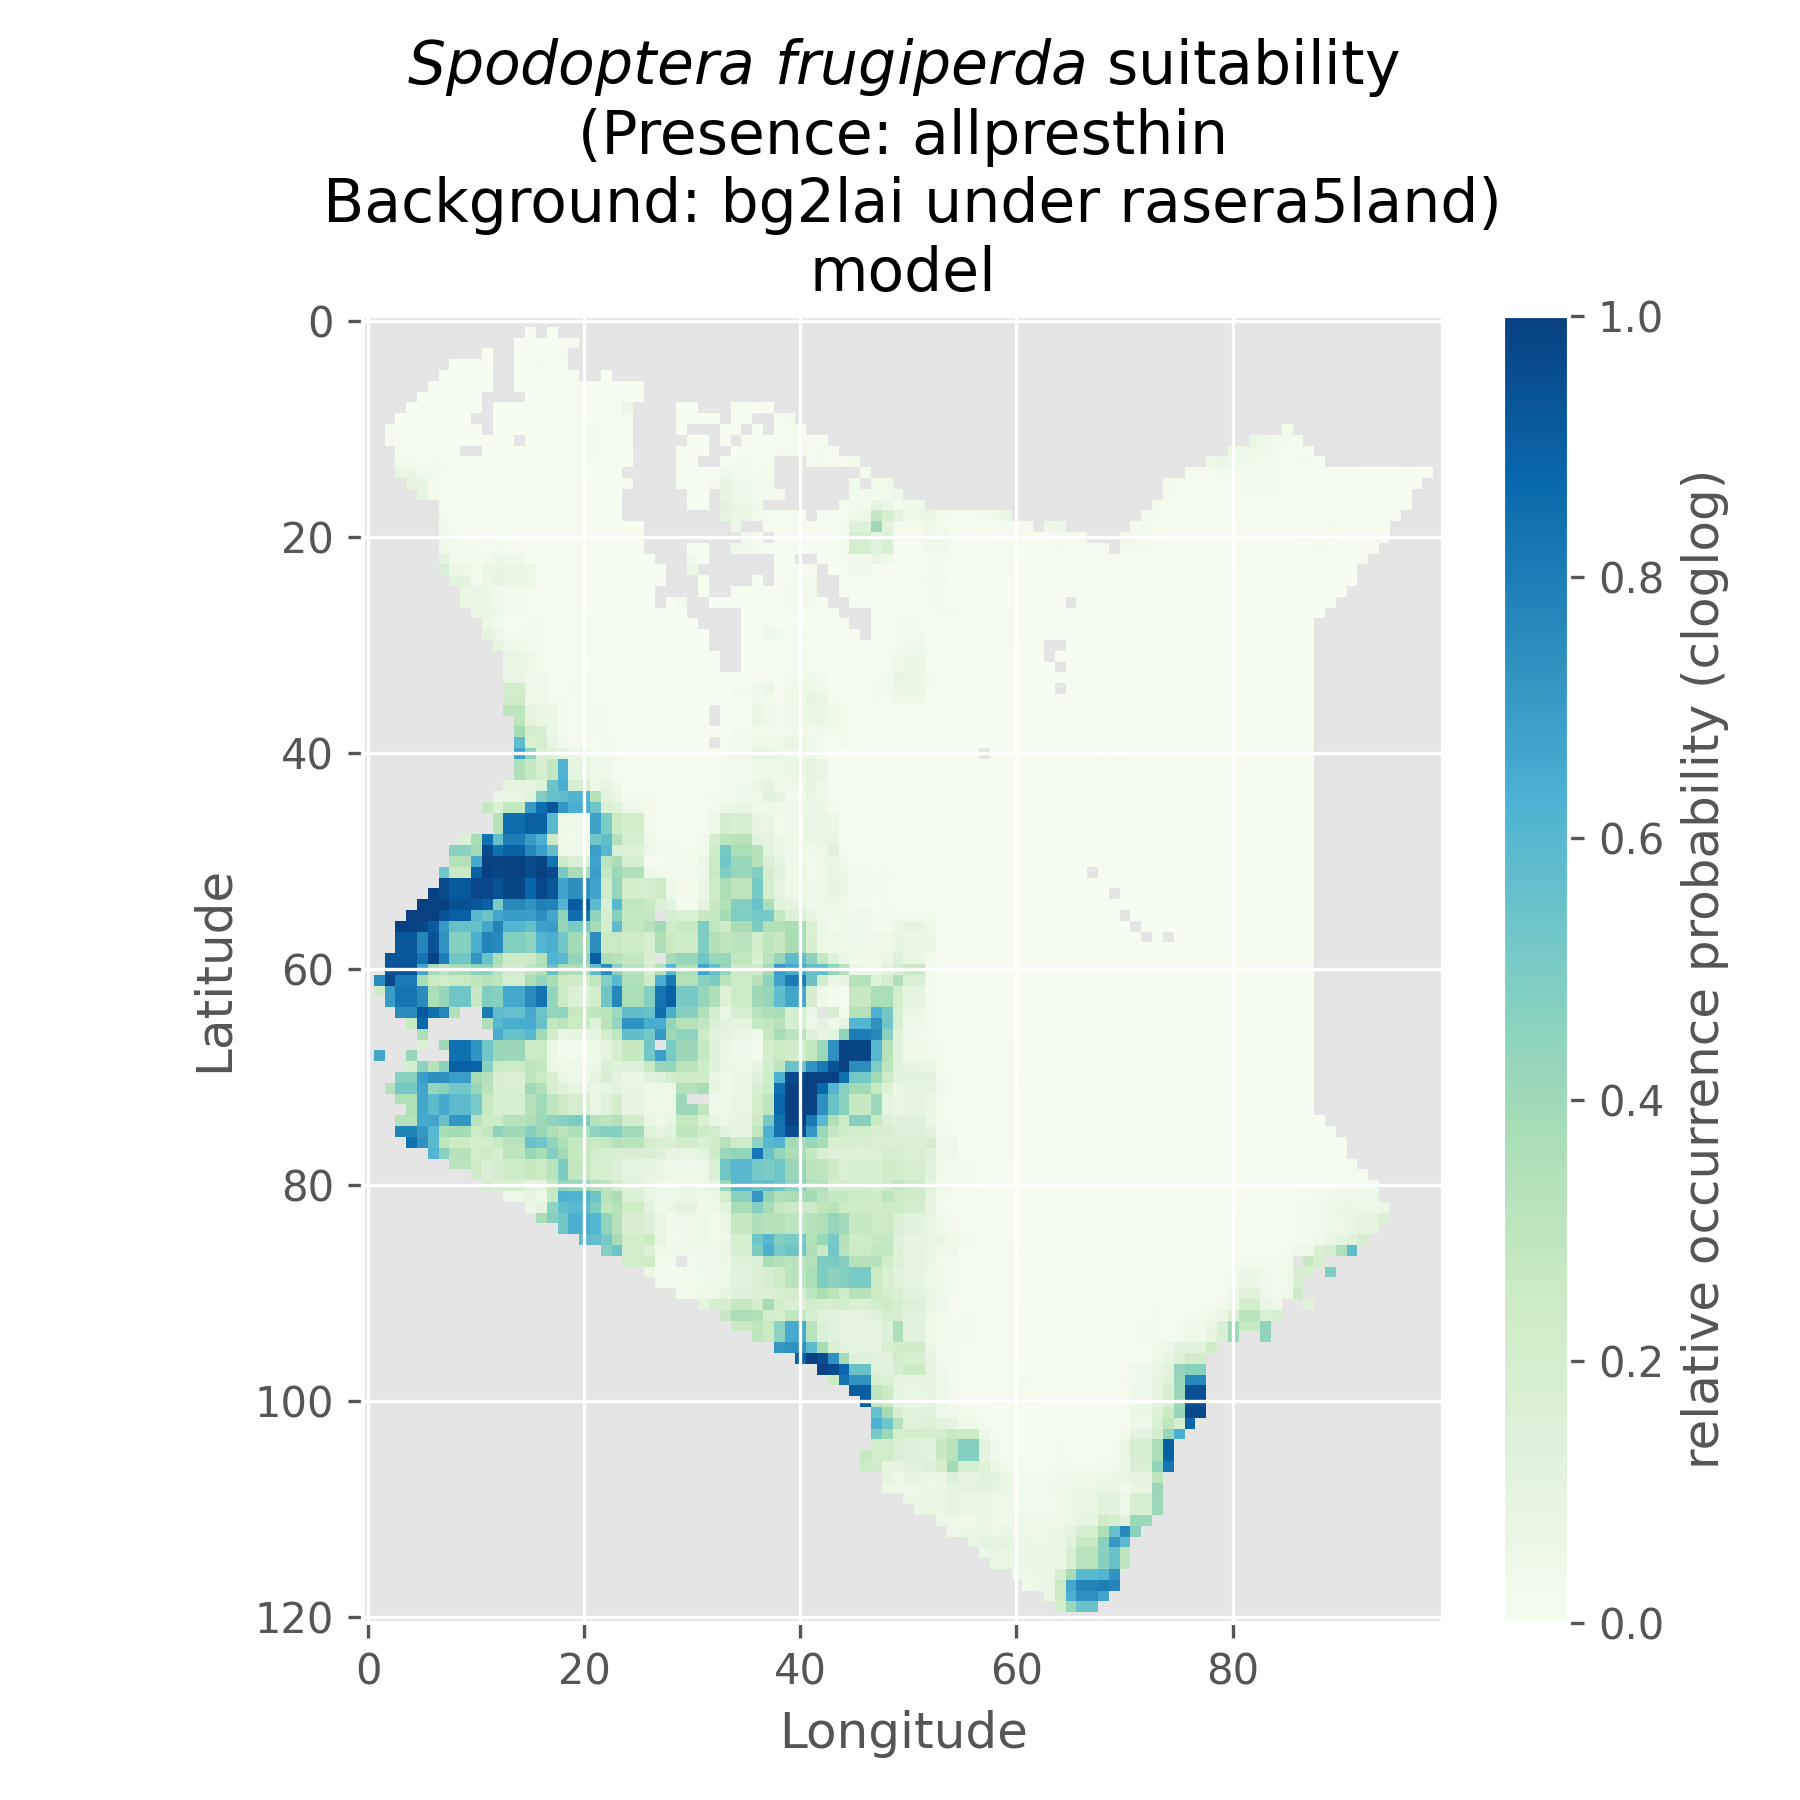 Spodoptera frugiperda suitability
(Presence: allpresthin
Background: bg2lai under rasera5land)
model
0
20
40
60
80
100
120
Latitude
0
20
40
60
80
Longitude
1.0
0.8
0.6
0.4
0.2
0.0
relative occurrence probability (cloglog)